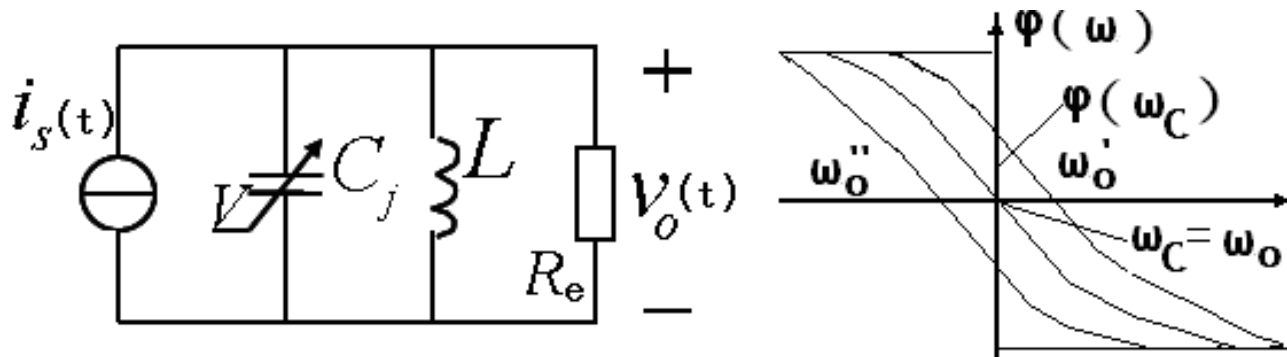 i_s(t)
V
C_j
L
R_e
+
v_o(t)
−
φ(ω)
φ(ω_C)
ω_o''
ω_o'
ω_C=ω_o